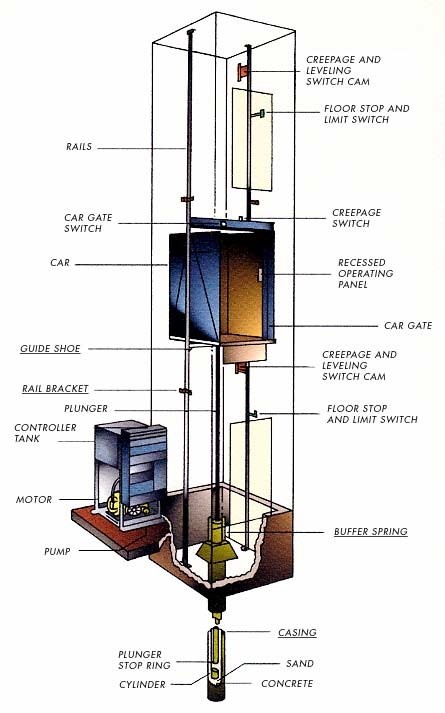 CREEPAGE AND
LEVELING
SWITCH CAM
FLOOR STOP AND
LIMIT SWITCH
RAILS
CAR GATE
SWITCH
CREEPAGE
SWITCH
CAR
RECESSED
OPERATING
PANEL
CAR GATE
GUIDE SHOE
CREEPAGE AND
LEVELING
SWITCH CAM
RAIL BRACKET
PLUNGER
FLOOR STOP
AND LIMIT SWITCH
CONTROLLER
TANK
MOTOR
BUFFER SPRING
PUMP
CASING
PLUNGER
STOP RING
SAND
CYLINDER
CONCRETE